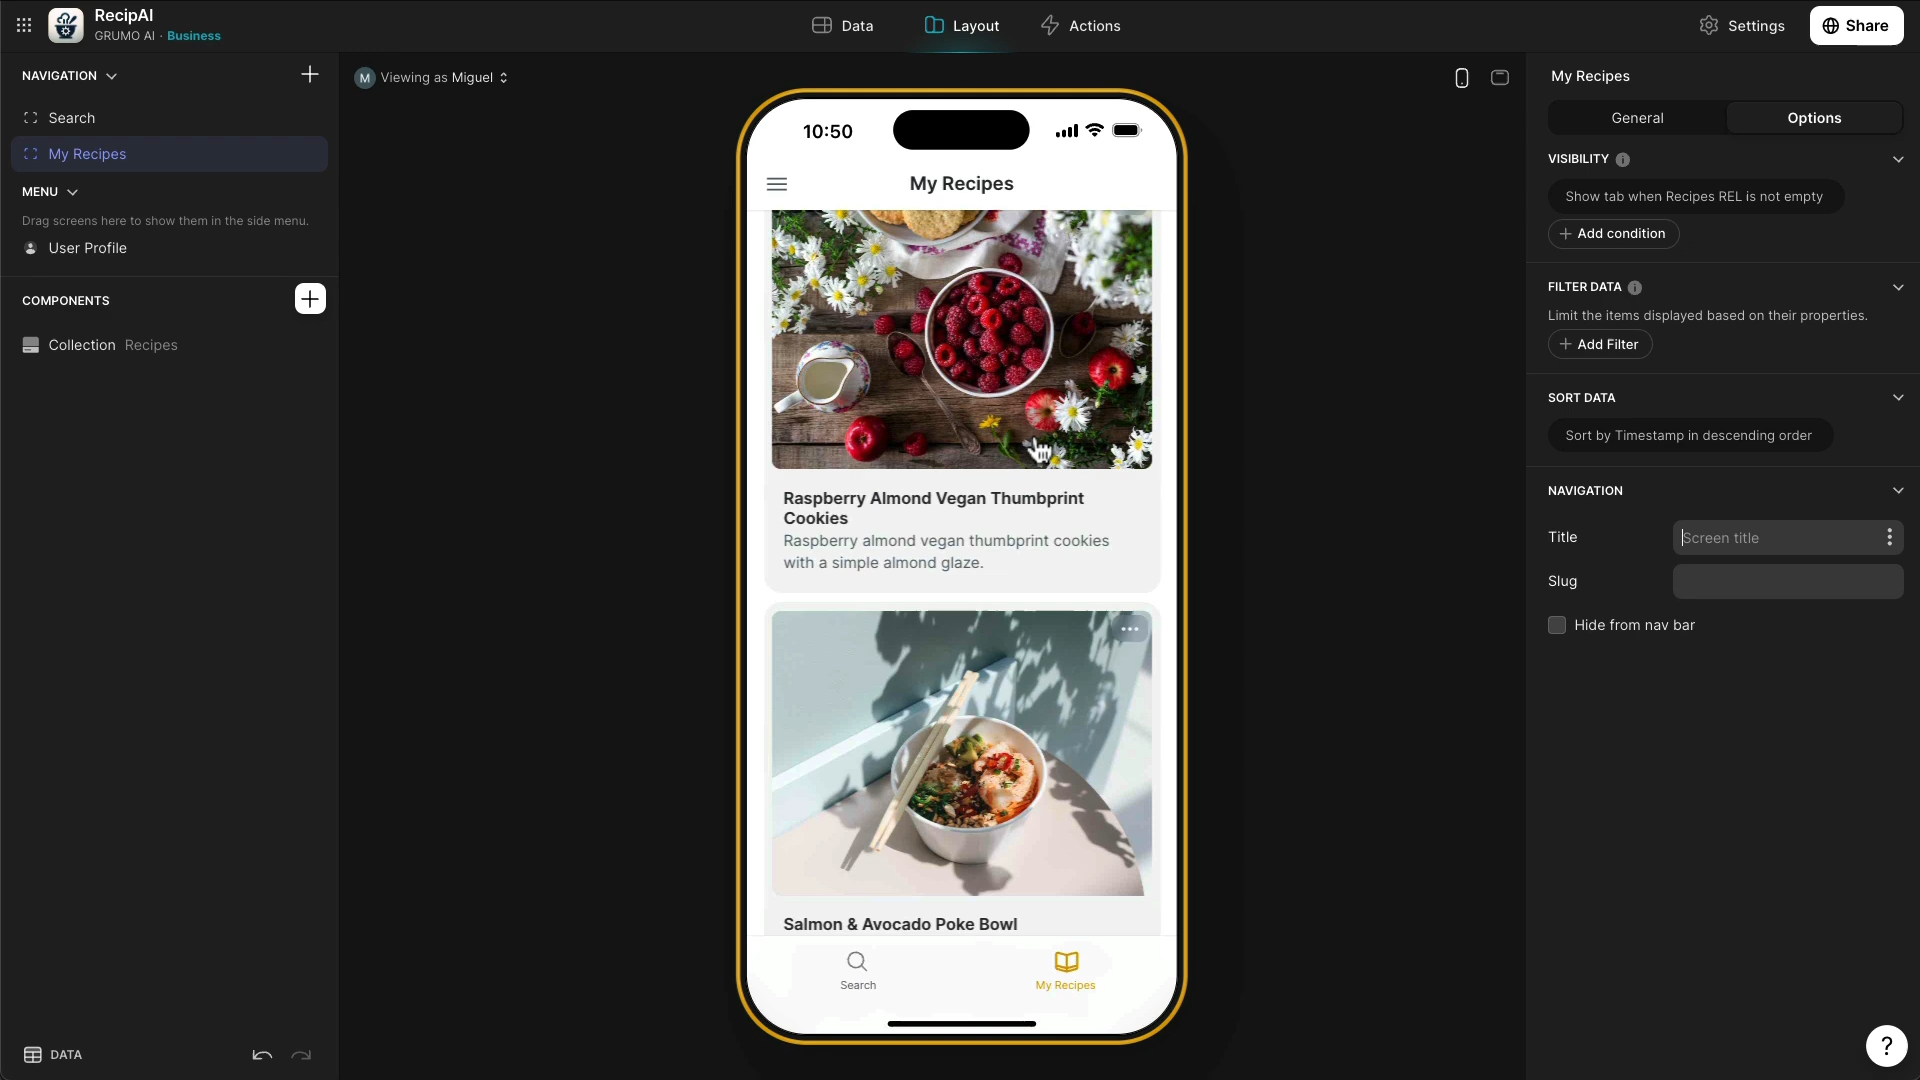 RecipAI
GRUMO AI · Business
Data
Layout
Actions
Settings
Share
NAVIGATION
Search
My Recipes
MENU
Drag screens here to show them in the side menu.
User Profile
COMPONENTS
Collection Recipes
DATA
M Viewing as Miguel
10:50
My Recipes
Raspberry Almond Vegan Thumbprint
Cookies
Raspberry almond vegan thumbprint cookies
with a simple almond glaze.
Salmon & Avocado Poke Bowl
Search
My Recipes
My Recipes
General
Options
VISIBILITY
Show tab when Recipes REL is not empty
Add condition
FILTER DATA
Limit the items displayed based on their properties.
Add Filter
SORT DATA
Sort by Timestamp in descending order
NAVIGATION
Title
Screen title
Slug
Hide from nav bar
?